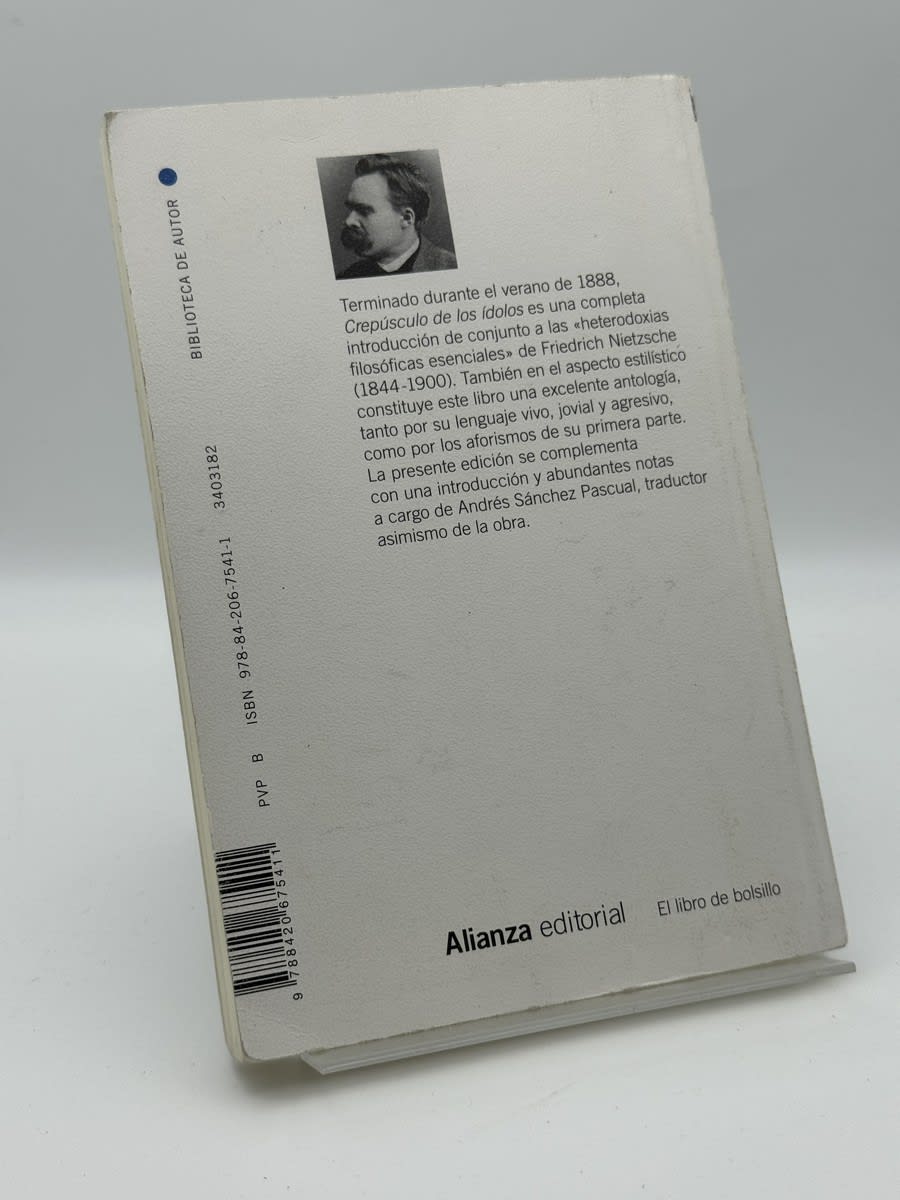 BIBLIOTECA DE AUTOR
Terminado durante el verano de 1888,
Crepúsculo de los ídolos es una completa
introducción de conjunto a las «heterodoxias
filosóficas esenciales» de Friedrich Nietzsche
(1844-1900). También en el aspecto estilístico
constituye este libro una excelente antología,
tanto por su lenguaje vivo, jovial y agresivo,
como por los aforismos de su primera parte.
La presente edición se complementa
con una introducción y abundantes notas
a cargo de Andrés Sánchez Pascual, traductor
asimismo de la obra.
PVP B ISBN 978-84-206-7541-1 3403182
9 788420 675411
Alianza editorial El libro de bolsillo